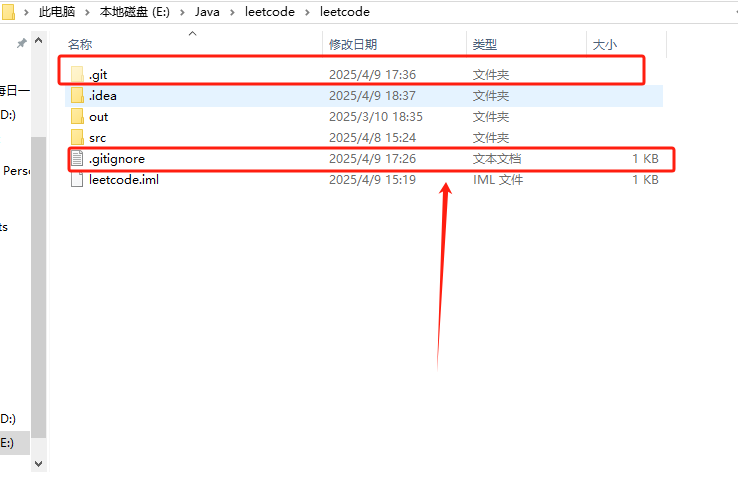 此电脑 > 本地磁盘 (E:) > Java > leetcode > leetcode
名称 修改日期 类型 大小
.git 2025/4/9 17:36 文件夹
.idea 2025/4/9 18:37 文件夹
out 2025/3/10 18:35 文件夹
src 2025/4/8 15:24 文件夹
.gitignore 2025/4/9 17:26 文本文档 1 KB
leetcode.iml 2025/4/9 15:19 IML 文件 1 KB
每日一
D:)
Perso
ts
D:)
E:)